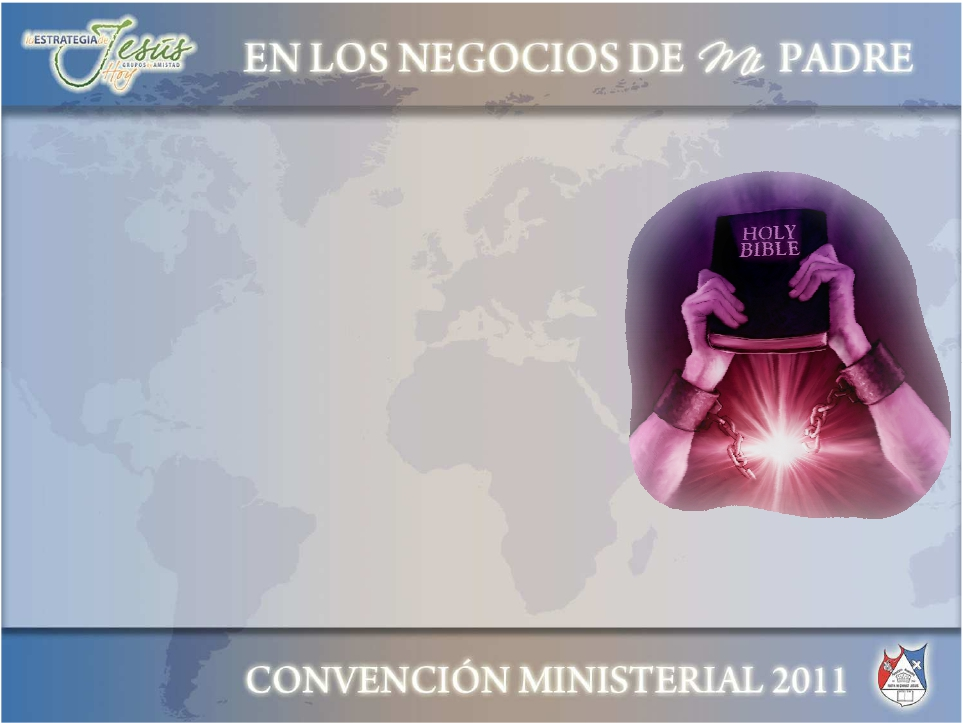 la ESTRATEGIA de
Jesús
GRUPOS de AMISTAD
Hoy
EN LOS NEGOCIOS DE Mi PADRE
HOLY
BIBLE
CONVENCIÓN MINISTERIAL 2011